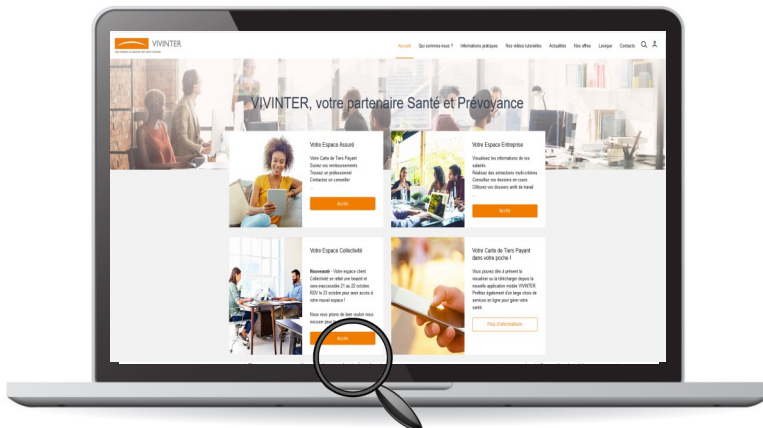 VIVINTER
Accueil Qui sommes-nous ? Informations pratiques Nos vidéos tutorielles Actualités Nos offres Lexique Contacts
VIVINTER, votre partenaire Santé et Prévoyance
Votre Espace Assuré
Votre Carte de Tiers Payant
Suivez vos remboursements
Trouvez un professionnel
Contactez un conseiller
...
Accès
Votre Espace Entreprise
Visualisez les informations de vos
salariés
Réalisez des extractions multi-critères
Consultez vos dossiers en cours
Clôturez vos dossiers arrêt de travail
...
Accès
Votre Espace Collectivité
Nouveauté - Votre espace client
Collectivité se refait une beauté et
sera inaccessible 21 au 22 octobre.
RDV le 23 octobre pour avoir accès à
votre nouvel espace !
Nous vous prions de bien vouloir nous
excuser pour la
Accès
Votre Carte de Tiers Payant
dans votre poche !
Vous pouvez dès à présent la
visualiser ou la télécharger depuis la
nouvelle application mobile VIVINTER.
Profitez également d'un large choix de
services en ligne pour gérer votre
santé
Plus d'informations